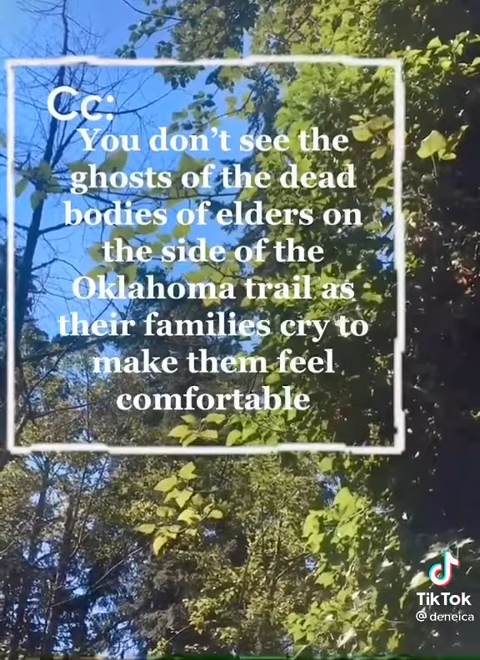 Cc:
You don't see the
ghosts of the dead
bodies of elders on
the side of the
Oklahoma trail as
their families cry to
make them feel
comfortable
TikTok
@deneica